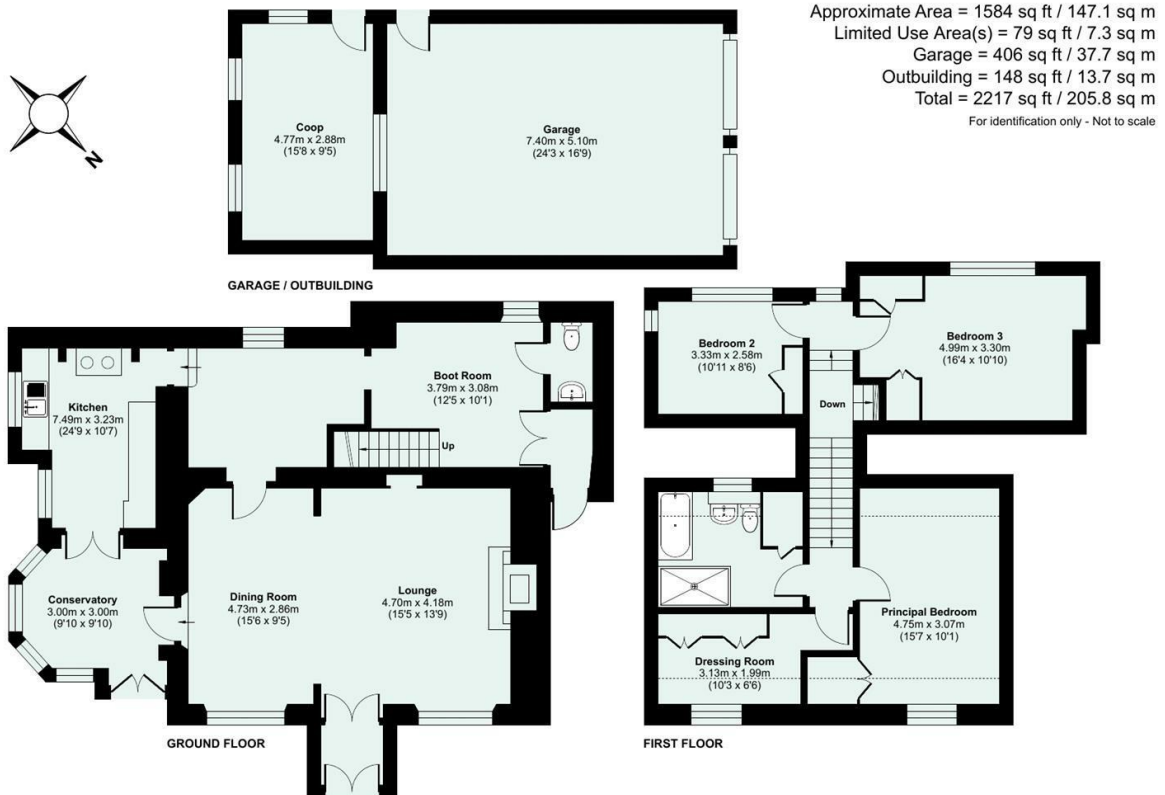 Approximate Area = 1584 sq ft / 147.1 sq m
Limited Use Area(s) = 79 sq ft / 7.3 sq m
Garage = 406 sq ft / 37.7 sq m
Outbuilding = 148 sq ft / 13.7 sq m
Total = 2217 sq ft / 205.8 sq m
For identification only - Not to scale
N
Coop
4.77m x 2.88m
(15'8 x 9'5)
Garage
7.40m x 5.10m
(24'3 x 16'9)
GARAGE / OUTBUILDING
Kitchen
7.49m x 3.23m
(24'9 x 10'7)
Boot Room
3.79m x 3.08m
(12'5 x 10'1)
Up
Conservatory
3.00m x 3.00m
(9'10 x 9'10)
Dining Room
4.73m x 2.86m
(15'6 x 9'5)
Lounge
4.70m x 4.18m
(15'5 x 13'9)
GROUND FLOOR
Bedroom 2
3.33m x 2.58m
(10'11 x 8'6)
Bedroom 3
4.99m x 3.30m
(16'4 x 10'10)
Down
Principal Bedroom
4.75m x 3.07m
(15'7 x 10'1)
Dressing Room
3.13m x 1.99m
(10'3 x 6'6)
FIRST FLOOR